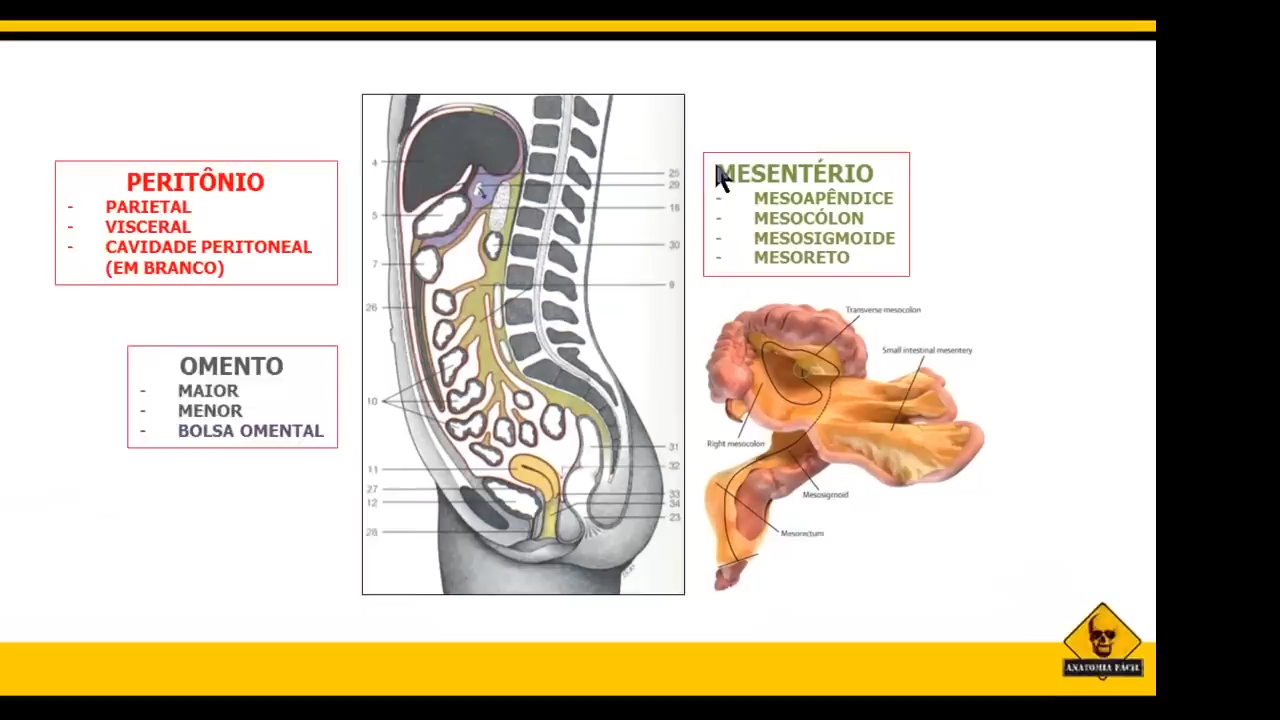 PERITÔNIO
- PARIETAL
- VISCERAL
- CAVIDADE PERITONEAL
(EM BRANCO)
OMENTO
- MAIOR
- MENOR
- BOLSA OMENTAL
4
5
7
26
10
11
27
12
28
25
29
18
30
9
31
32
33
34
23
MESENTÉRIO
- MESOAPÊNDICE
- MESOCÓLON
- MESOSIGMOIDE
- MESORETO
Transverse mesocolon
Small intestinal mesentery
Right mesocolon
Mesosigmoid
Mesorectum
ANATOMIA FÁCIL